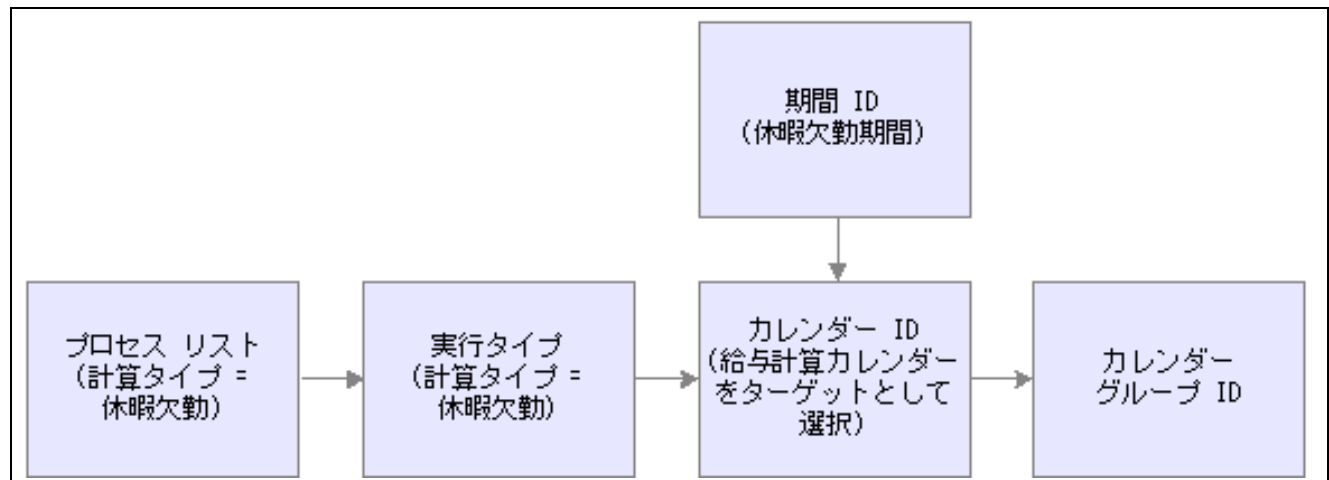 期間 ID
(休暇欠勤期間)
プロセス リスト
(計算タイプ =
休暇欠勤)
実行タイプ
(計算タイプ =
休暇欠勤)
カレンダー ID
(給与計算カレンダー
をターゲットとして
選択)
カレンダー
グループ ID